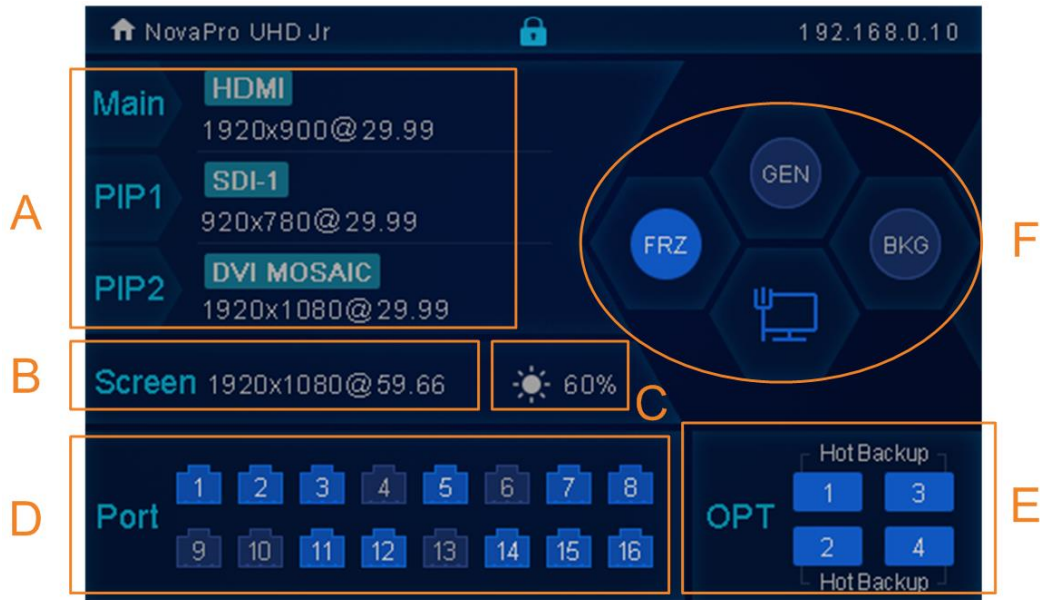 NovaPro UHD Jr 192.168.0.10
A
Main HDMI
1920x900@29.99
PIP1 SDI-1
920x780@29.99
PIP2 DVI MOSAIC
1920x1080@29.99
GEN
FRZ BKG
F
B
Screen 1920x1080@59.66
60%
C
D
Port
1 2 3 4 5 6 7 8
9 10 11 12 13 14 15 16
OPT
Hot Backup
1 3
2 4
Hot Backup
E